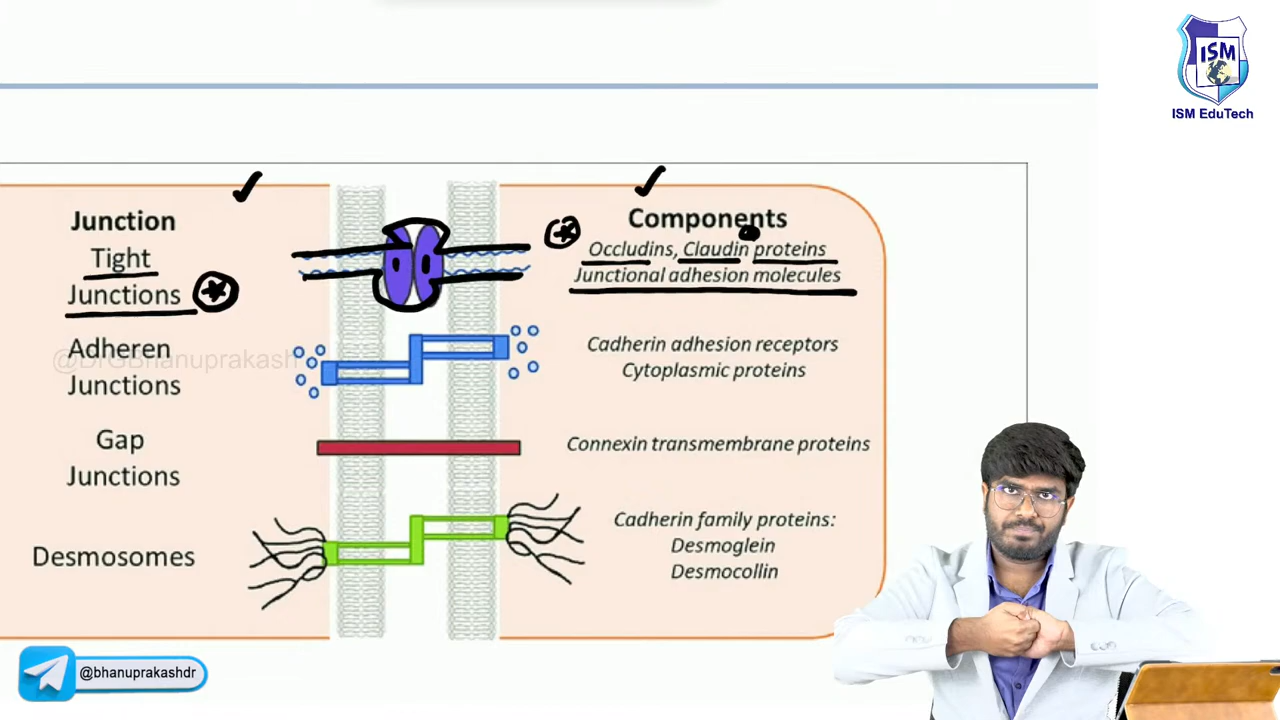 ISM
ISM EduTech
Junction
Components
Tight
Junctions
Occludins, Claudin proteins
Junctional adhesion molecules
@DrGBhanuprakash
Adheren
Junctions
Cadherin adhesion receptors
Cytoplasmic proteins
Gap
Junctions
Connexin transmembrane proteins
Desmosomes
Cadherin family proteins:
Desmoglein
Desmocollin
@bhanuprakashdr